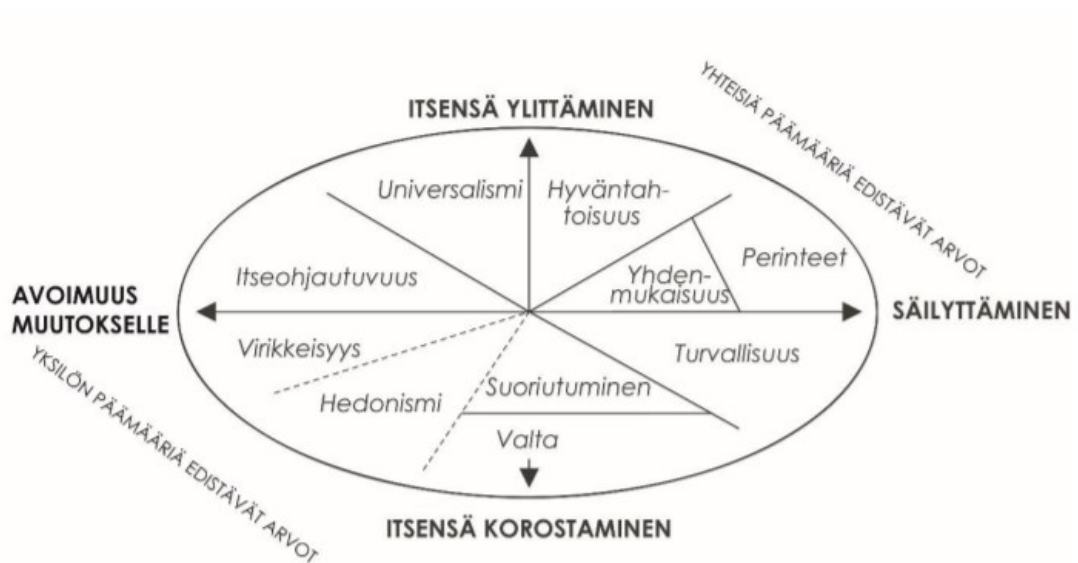 YHTEISIÄ PÄÄMÄÄRIÄ EDISTÄVÄT ARVOT
ITSENSÄ YLITTÄMINEN
Universalismi
Hyväntah-
toisuus
Perinteet
Yhden-
mukaisuus
Itseohjautuvuus
AVOIMUUS
MUUTOKSELLE
SÄILYTTÄMINEN
Virikkeisyys
Turvallisuus
Hedonismi
Suoriutuminen
Valta
YKSILÖN PÄÄMÄÄRIÄ EDISTÄVÄT ARVOT
ITSENSÄ KOROSTAMINEN